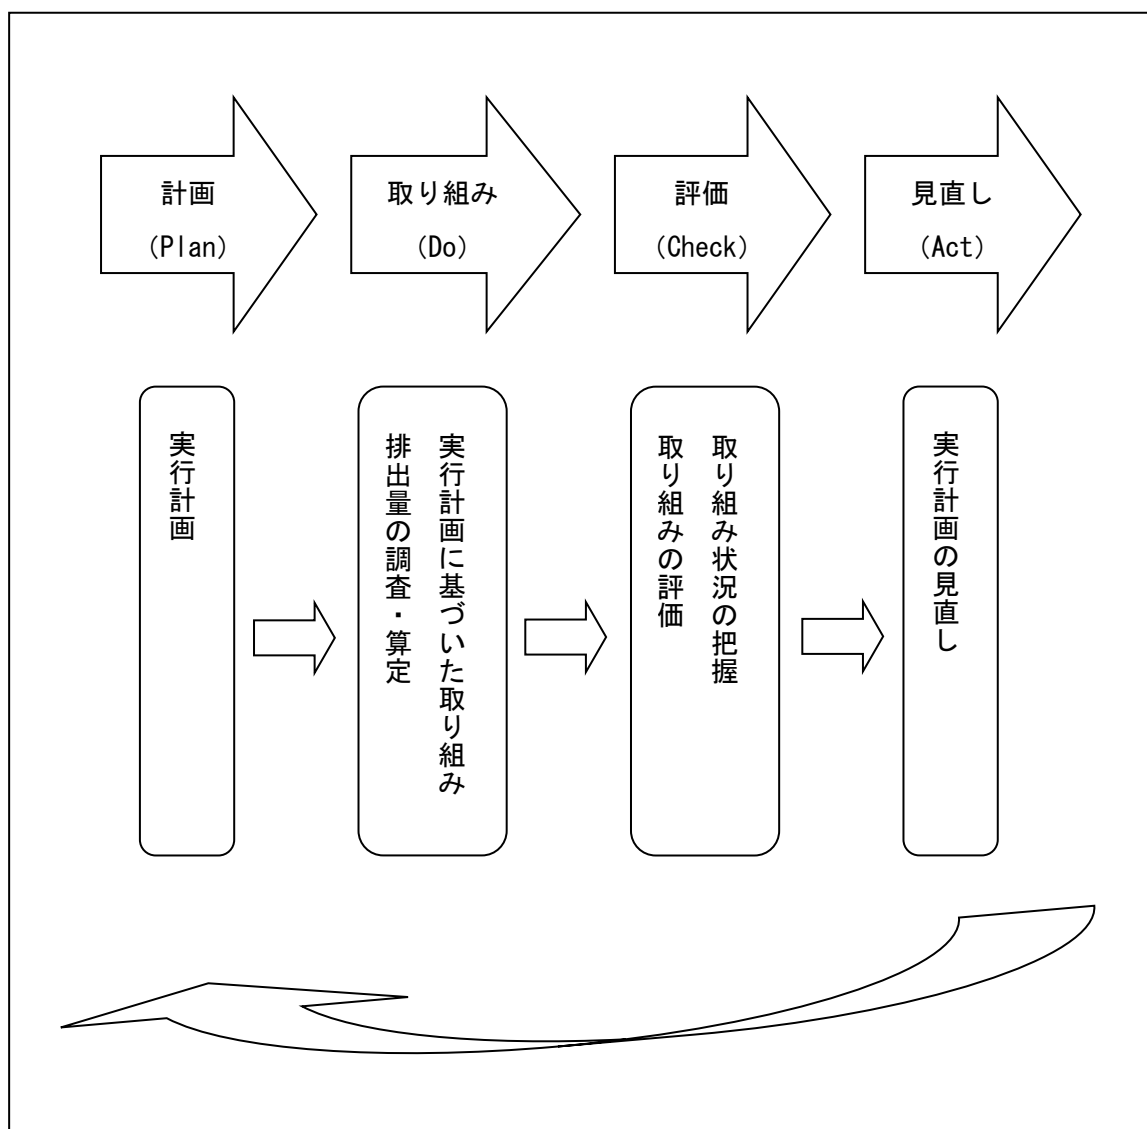 計画
（Plan）
取り組み
（Do）
評価
（Check）
見直し
（Act）
実行計画
実行計画に基づいた取り組み
排出量の調査・算定
取り組み状況の把握
取り組みの評価
実行計画の見直し